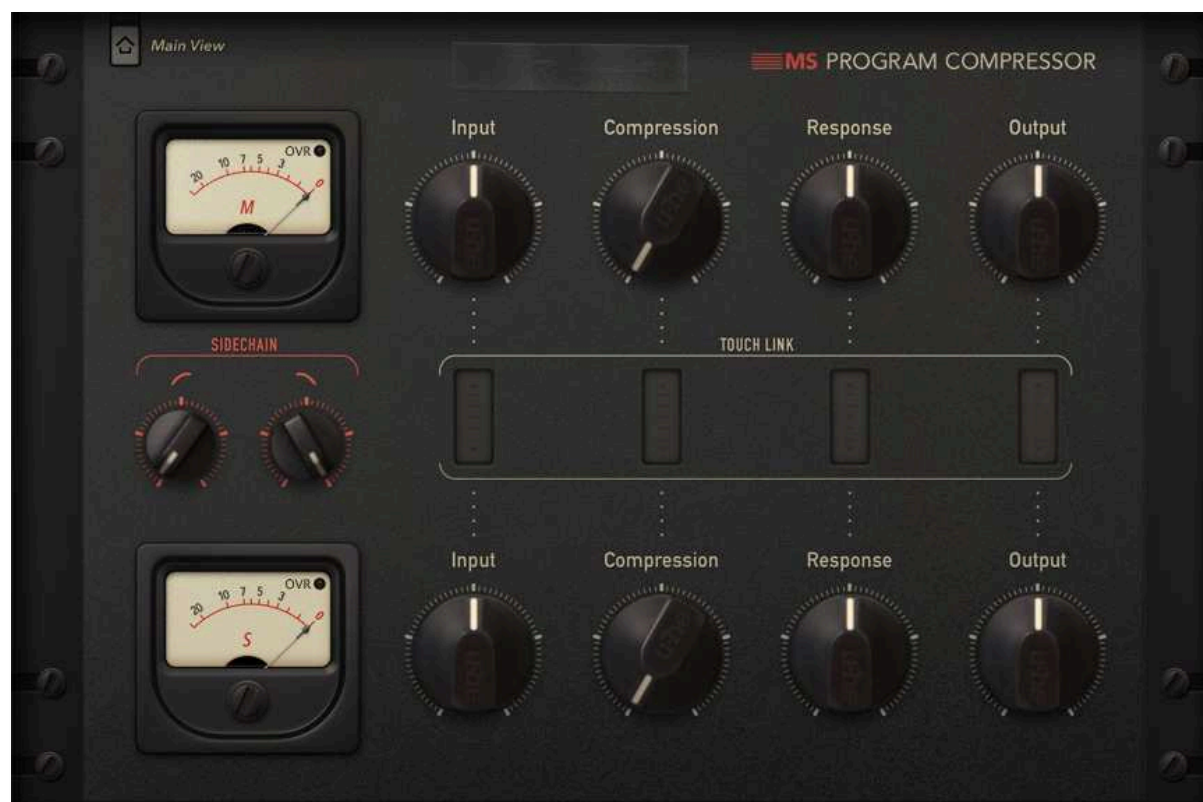 Main View
MS PROGRAM COMPRESSOR
Input Compression Response Output
20 10 7 5 3 0 OVR
M
SIDECHAIN
TOUCH LINK
Input Compression Response Output
20 10 7 5 3 0 OVR
S